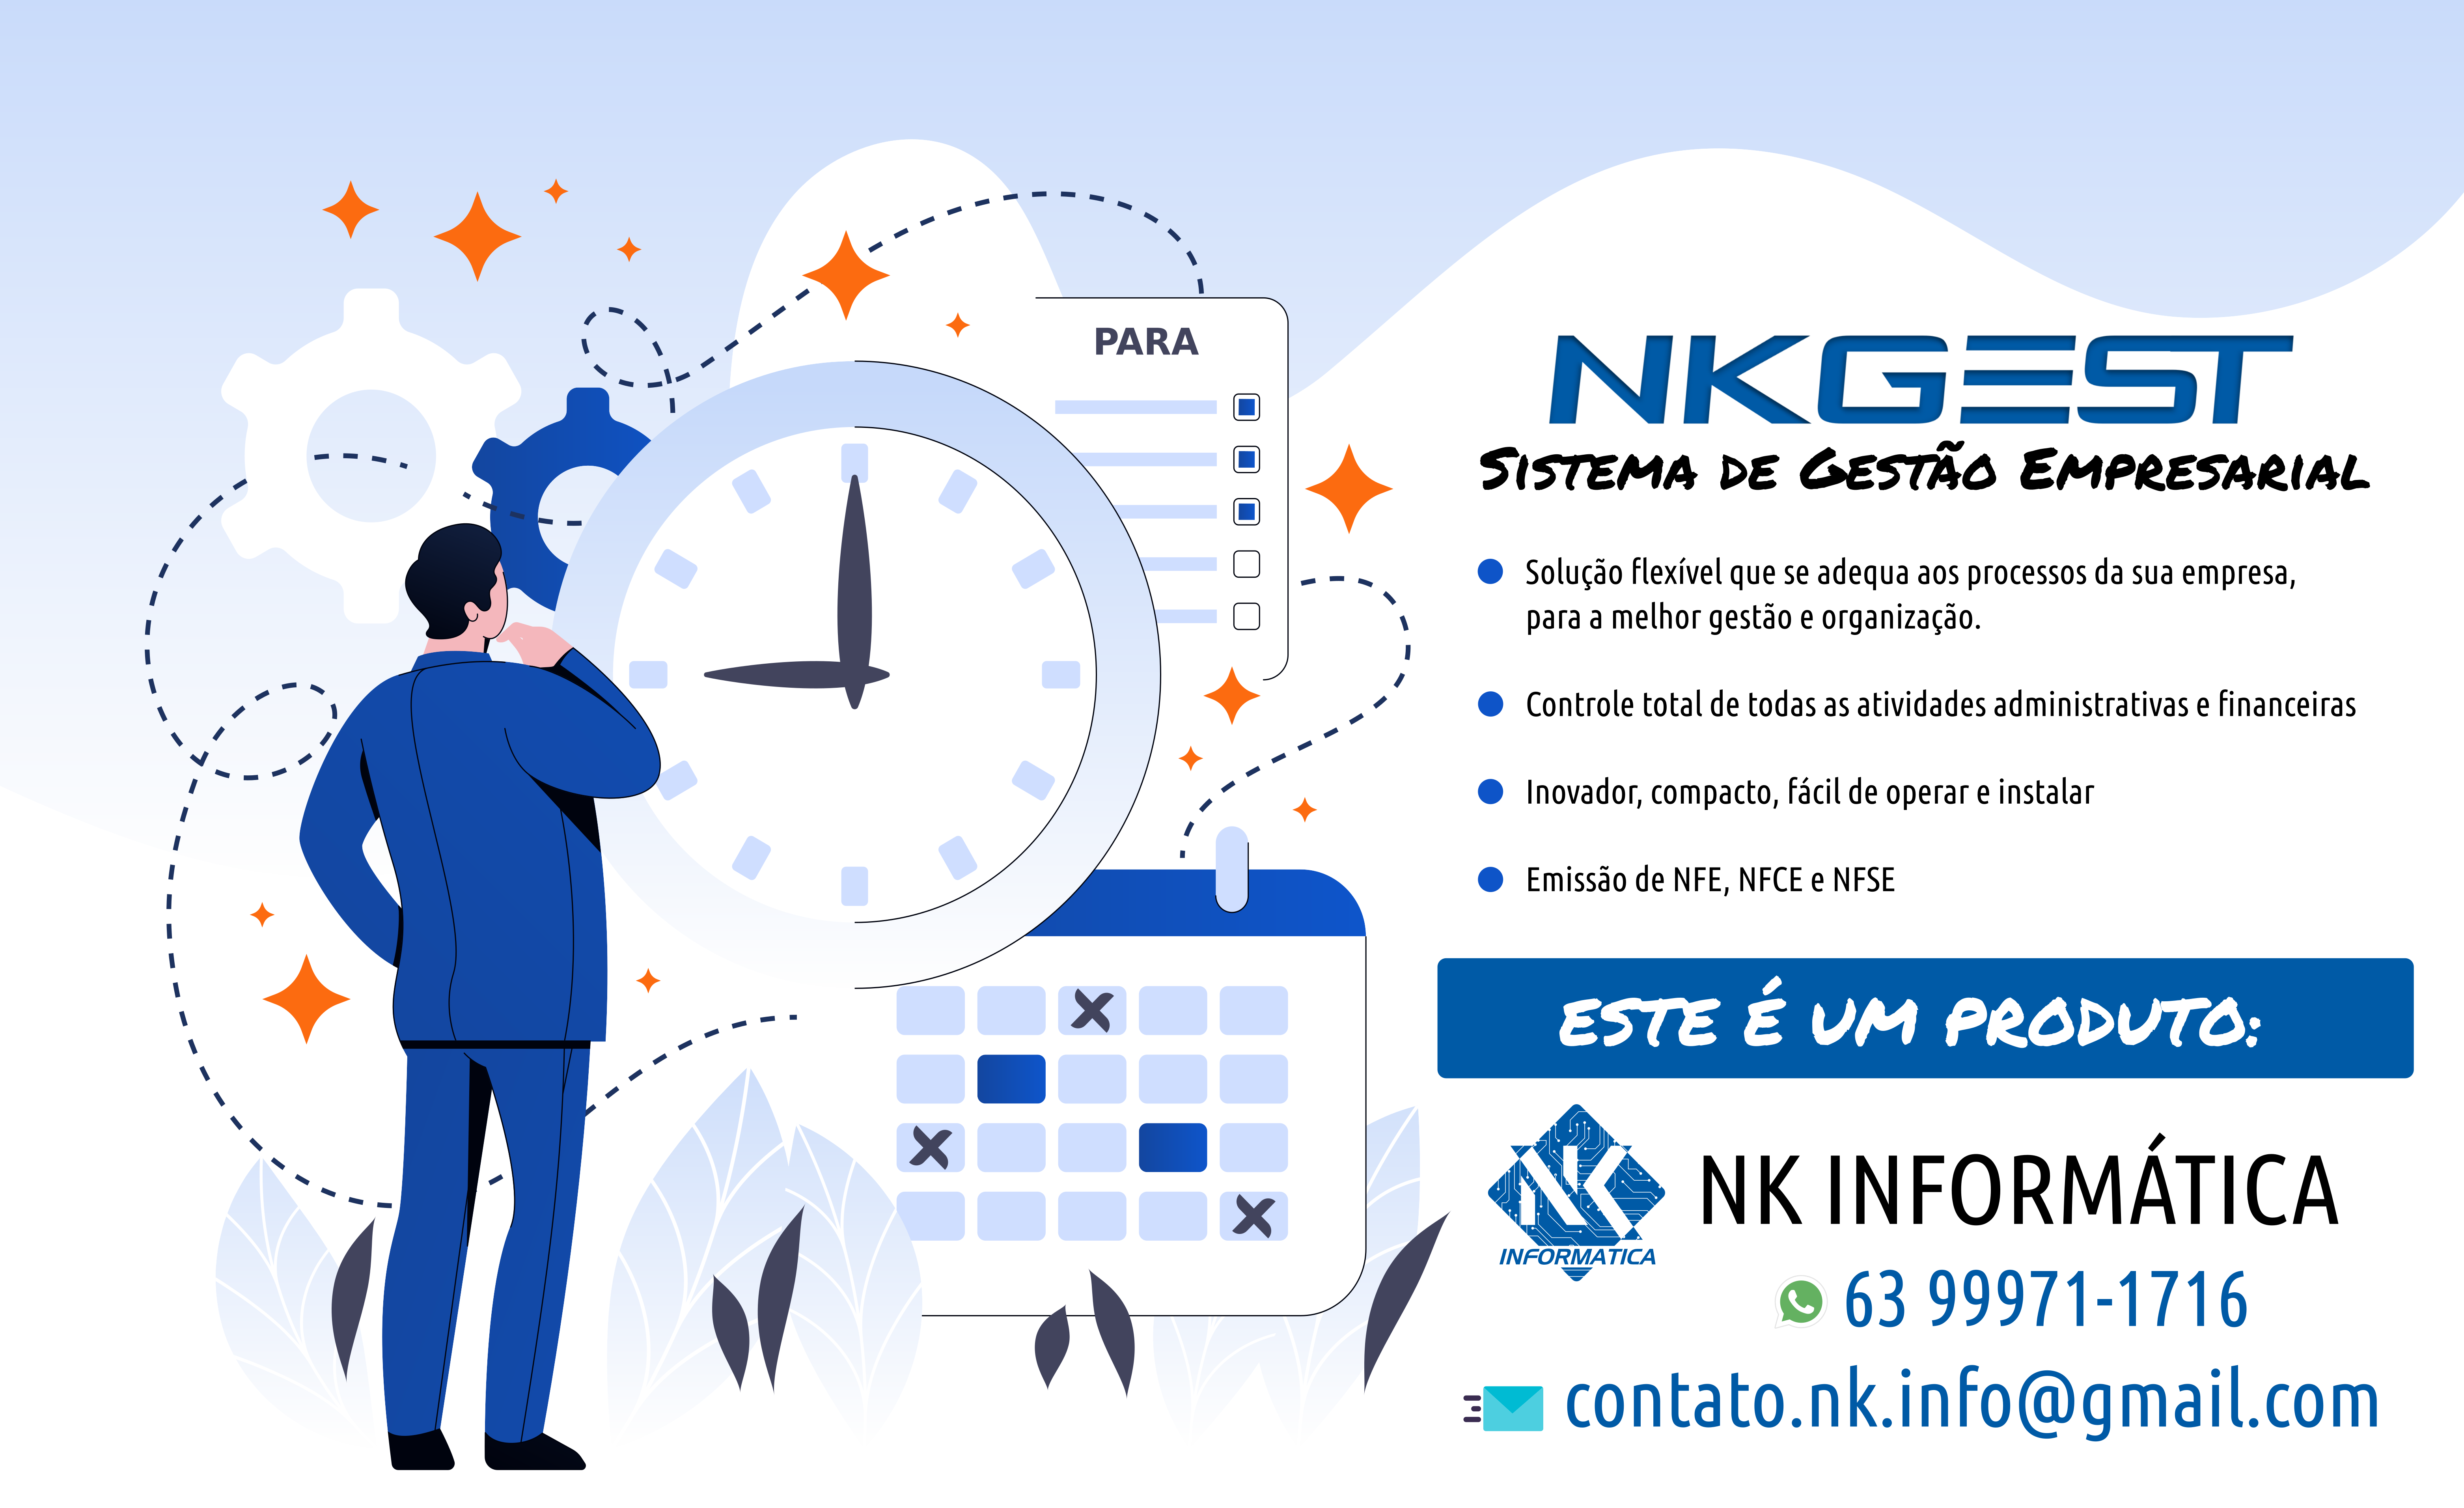 PARA
NKGEST
Sistema de Gestão Empresarial
Solução flexível que se adequa aos processos da sua empresa,
para a melhor gestão e organização.
Controle total de todas as atividades administrativas e financeiras
Inovador, compacto, fácil de operar e instalar
Emissão de NFE, NFCE e NFSE
ESTE É UM PRODUTO:
NK
INFORMATICA
NK INFORMÁTICA
63 99971-1716
contato.nk.info@gmail.com